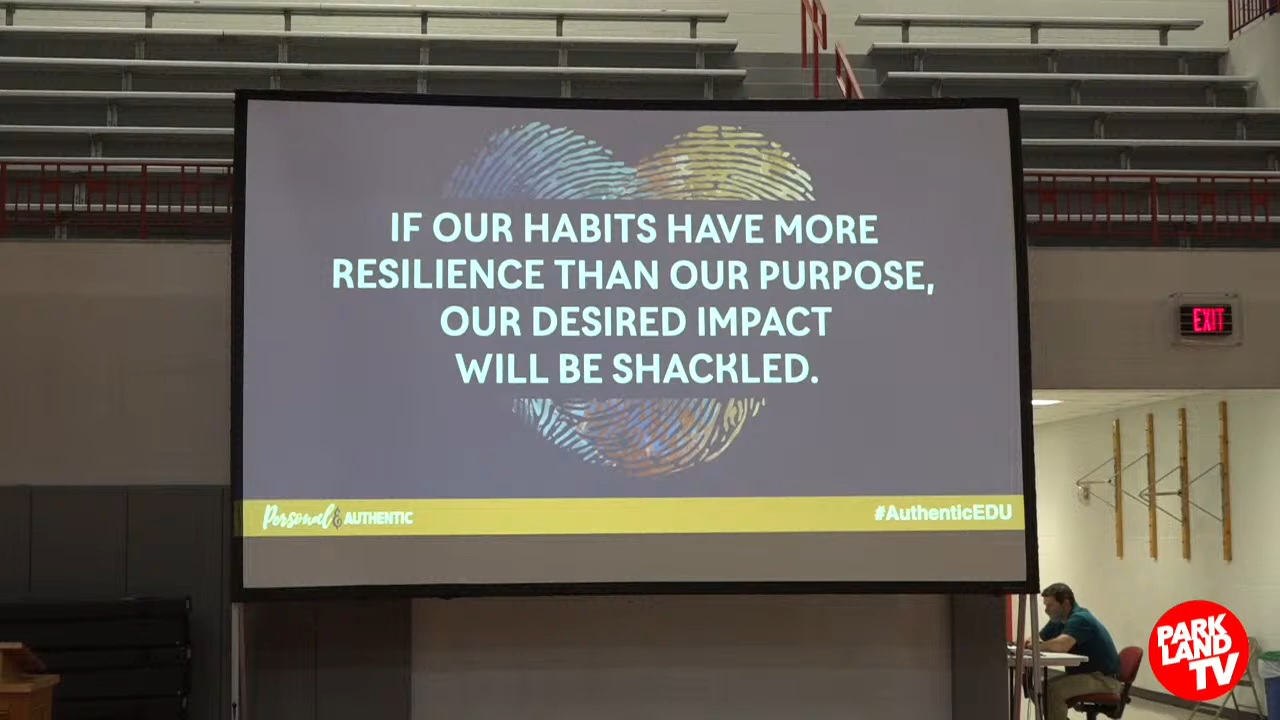 IF OUR HABITS HAVE MORE
RESILIENCE THAN OUR PURPOSE,
OUR DESIRED IMPACT
WILL BE SHACKLED.
Personal & AUTHENTIC
#AuthenticEDU
EXIT
PARK
LAND
TV